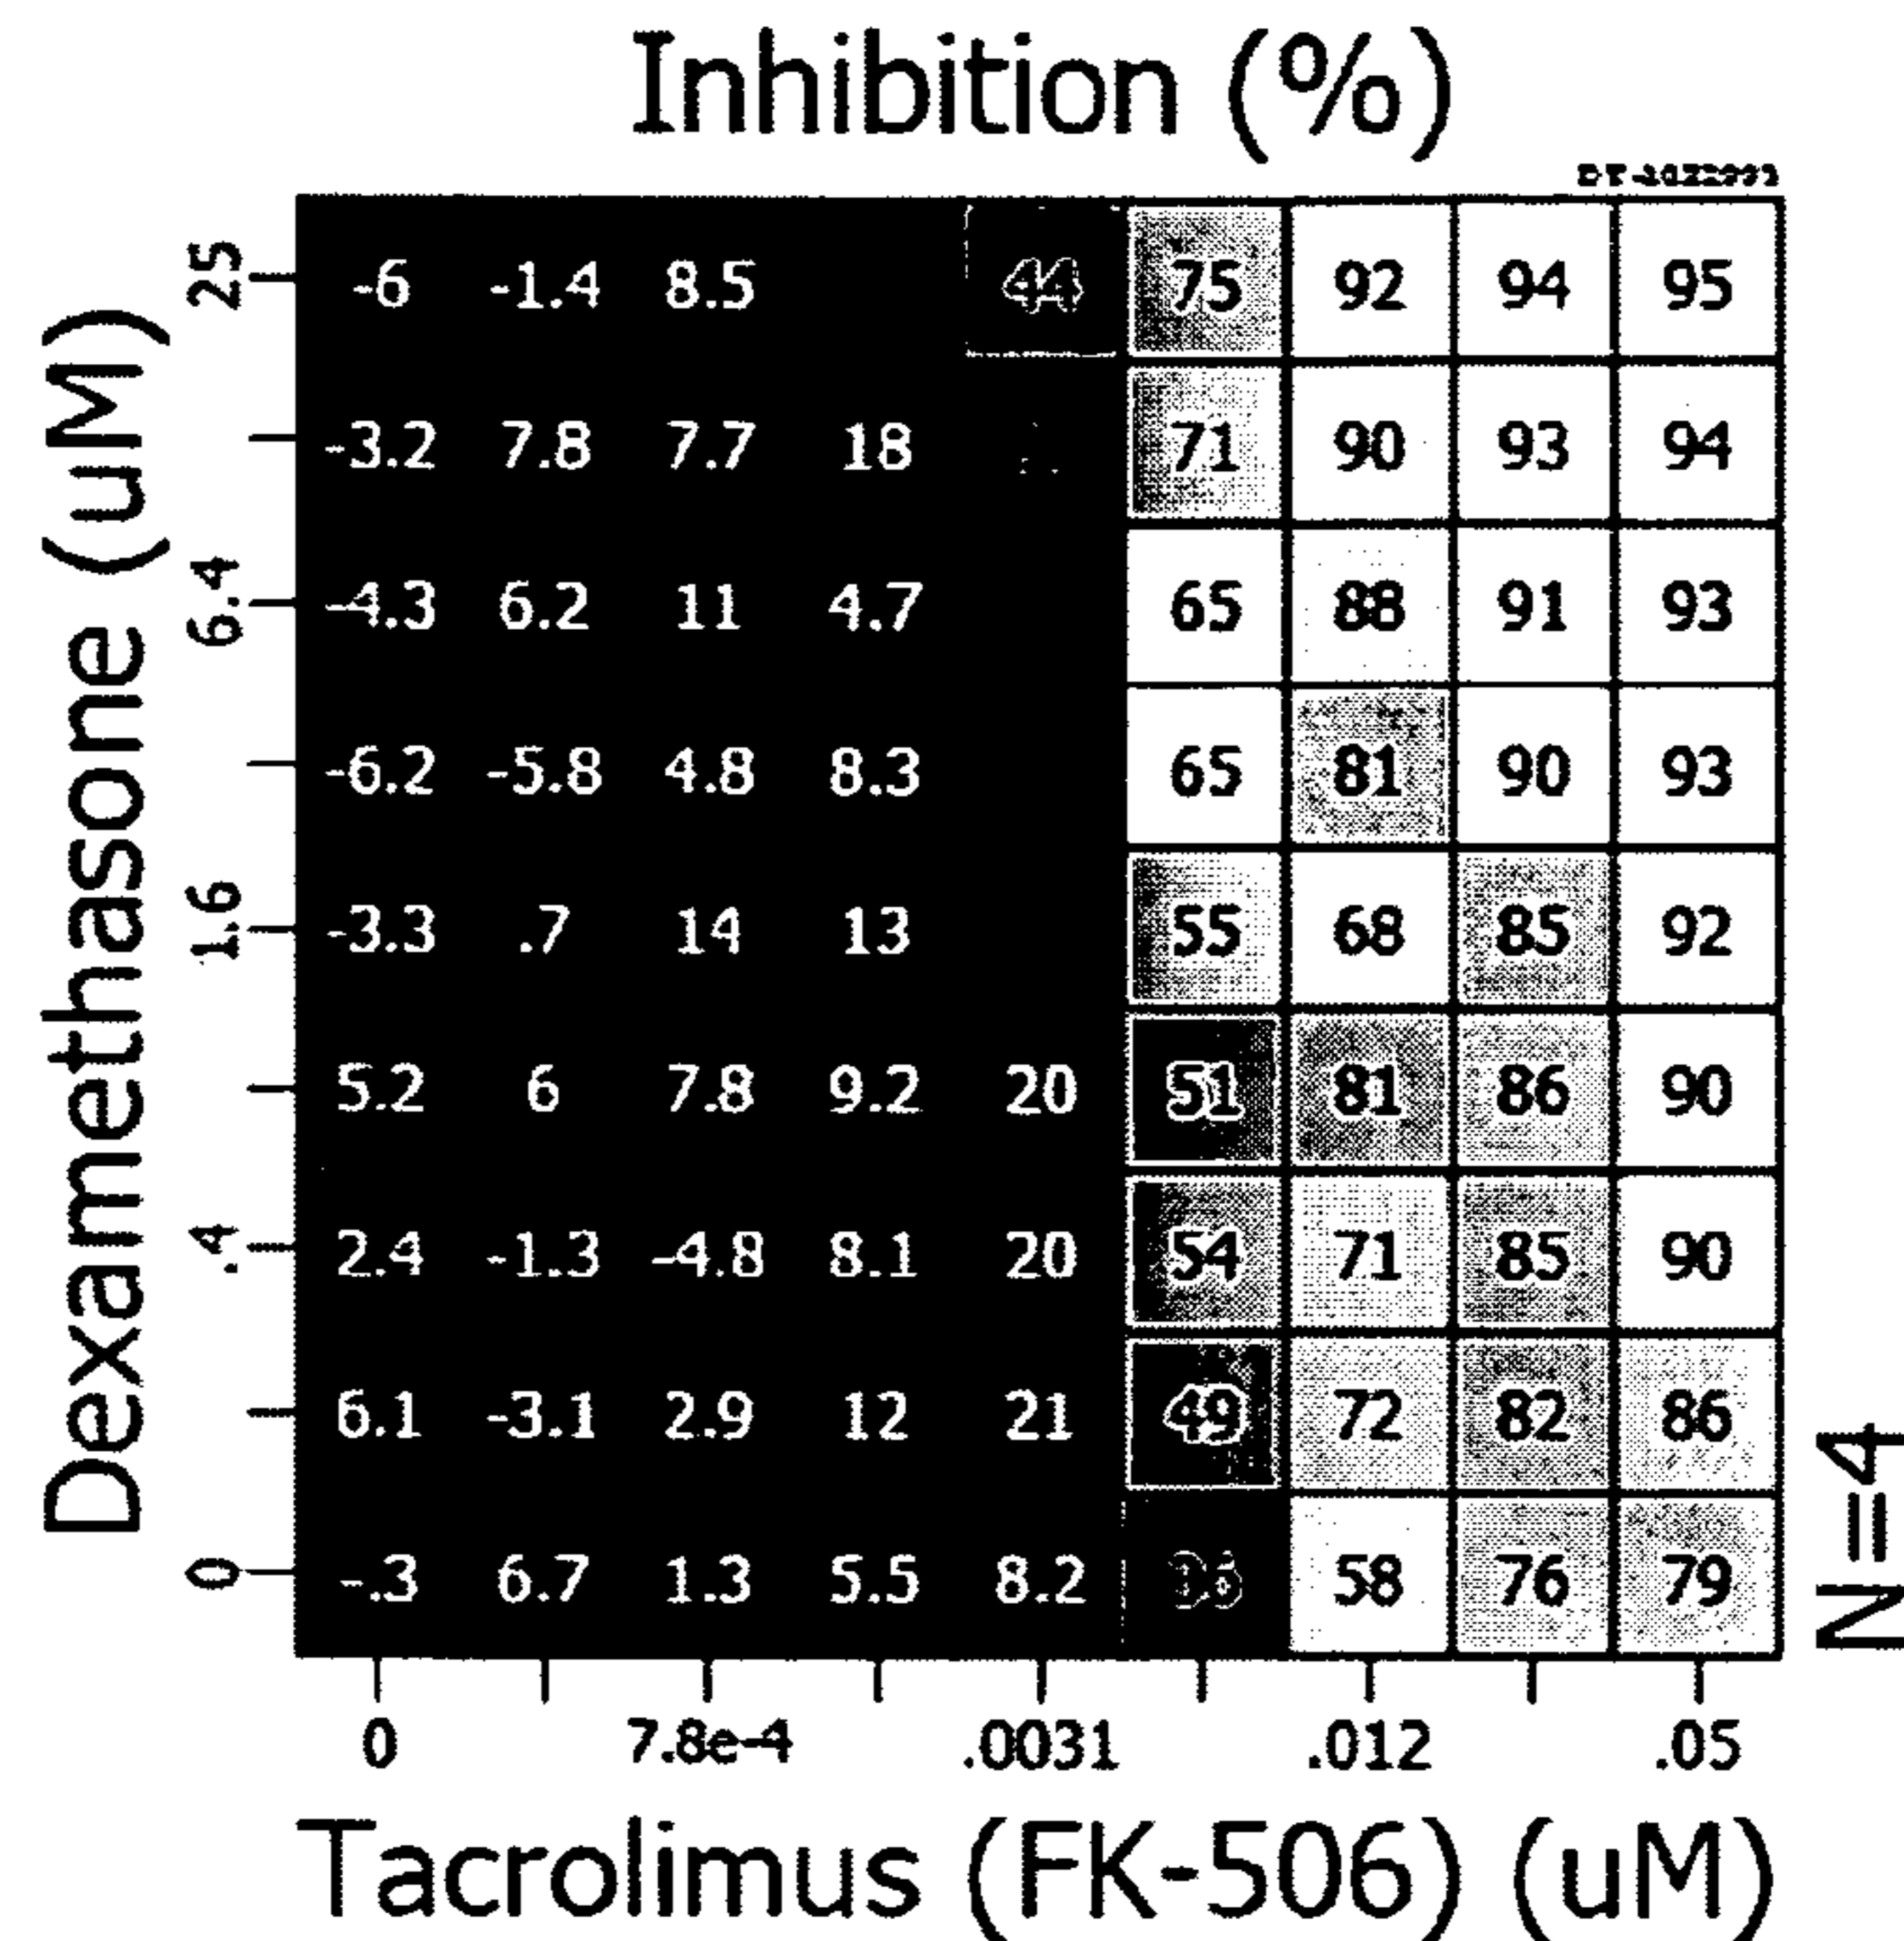 Inhibition (%)
25 -6 -1.4 8.5 44 75 92 94 95
-3.2 7.8 7.7 18 71 90 93 94
6.4 -4.3 6.2 11 4.7 65 88 91 93
-6.2 -5.8 4.8 8.3 65 81 90 93
1.6 -3.3 .7 14 13 55 68 85 92
5.2 6 7.8 9.2 20 51 81 86 90
.4 2.4 -1.3 -4.8 8.1 20 54 71 85 90
6.1 -3.1 2.9 12 21 49 72 82 86
0 -.3 6.7 1.3 5.5 8.2 36 58 76 79
0 7.8e-4 .0031 .012 .05
Tacrolimus (FK-506) (uM)
Dexamethasone (uM)
N=4